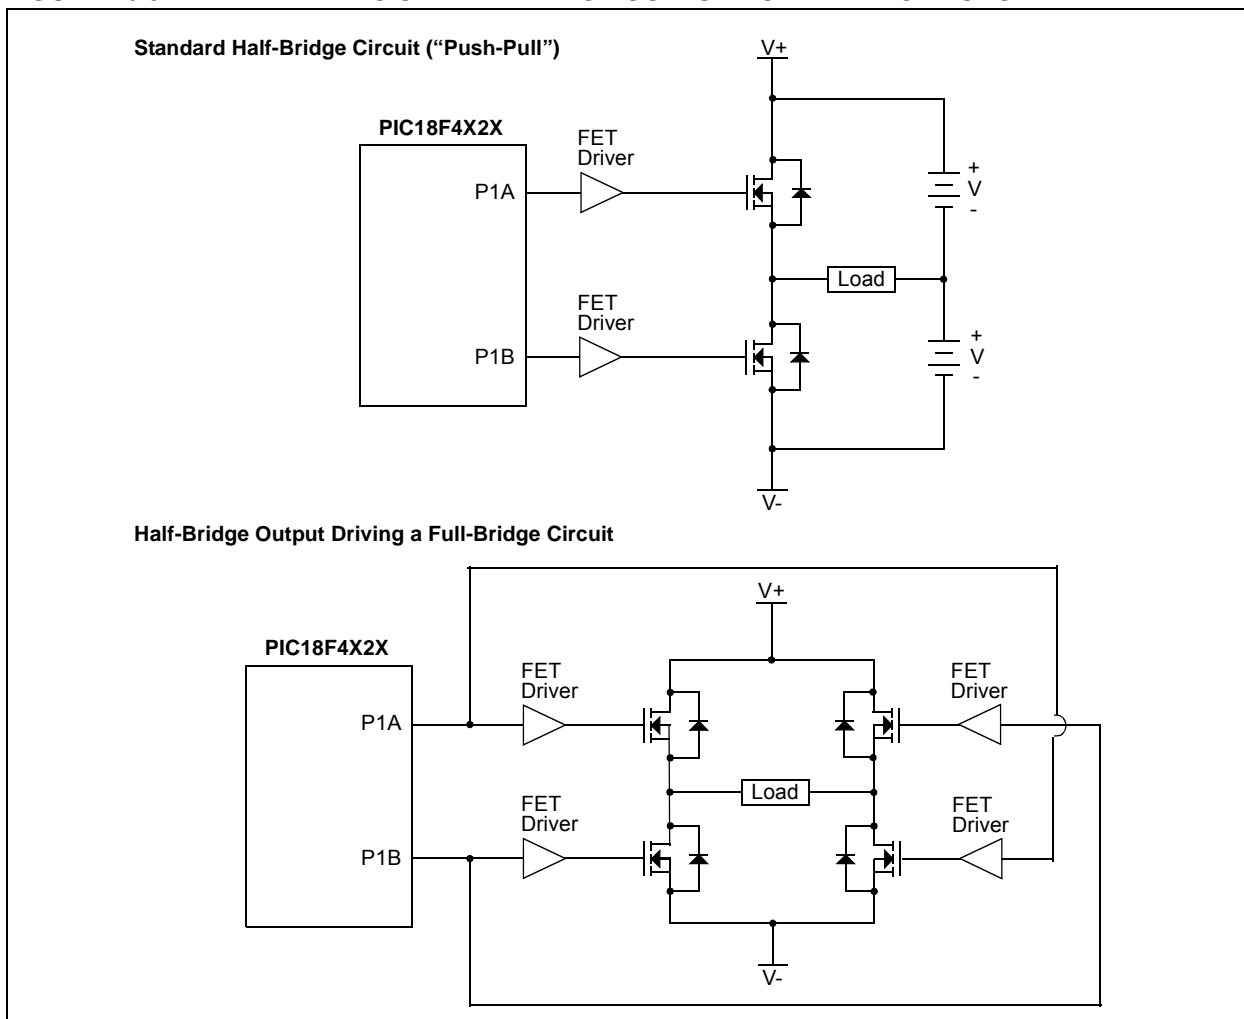 Standard Half-Bridge Circuit (“Push-Pull”)
V+
PIC18F4X2X
FET
Driver
P1A
+
V
-
Load
FET
Driver
P1B
+
V
-
V-
Half-Bridge Output Driving a Full-Bridge Circuit
V+
PIC18F4X2X
FET
Driver
FET
Driver
P1A
Load
FET
Driver
FET
Driver
P1B
V-